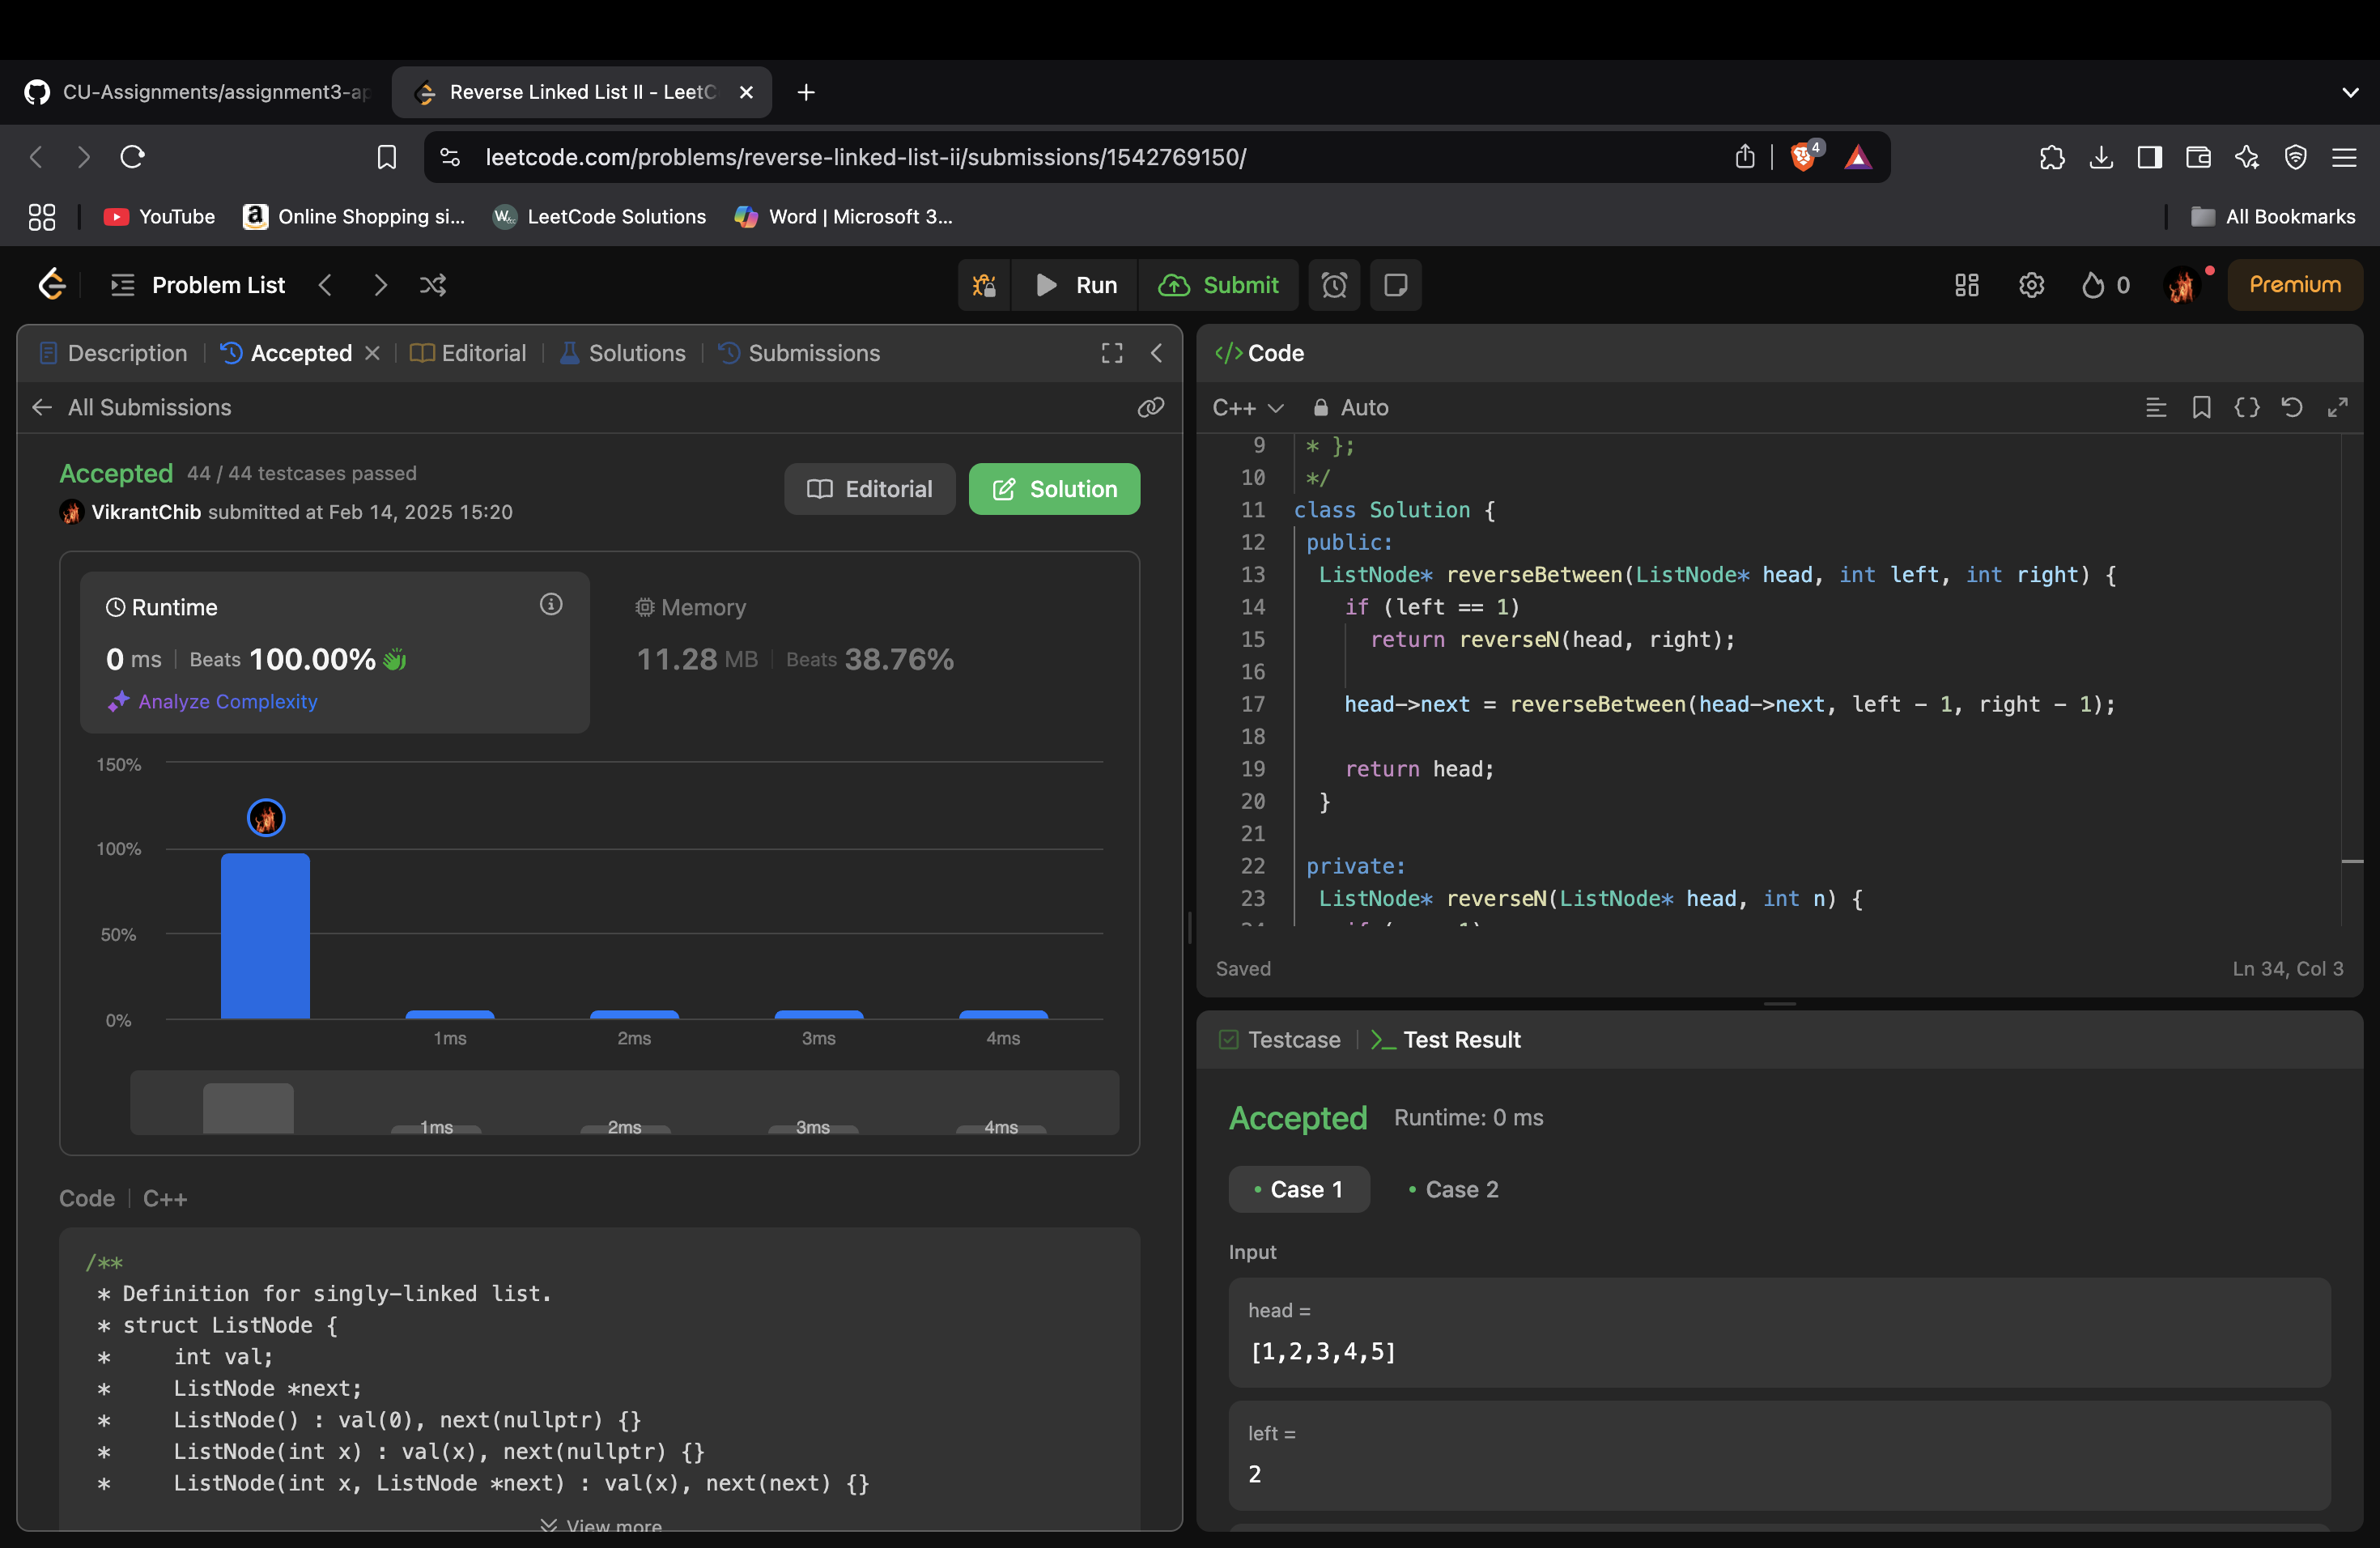 CU-Assignments/assignment3-ap
Reverse Linked List II - LeetC
leetcode.com/problems/reverse-linked-list-ii/submissions/1542769150/
4
YouTube
Online Shopping si...
LeetCode Solutions
Word | Microsoft 3...
All Bookmarks
Problem List
Run
Submit
0
Premium
Description
Accepted
Editorial
Solutions
Submissions
All Submissions
Accepted 44 / 44 testcases passed
VikrantChib submitted at Feb 14, 2025 15:20
Editorial
Solution
Runtime
0 ms | Beats 100.00%
Analyze Complexity
Memory
11.28 MB | Beats 38.76%
150%
100%
50%
0%
1ms 2ms 3ms 4ms
1ms 2ms 3ms 4ms
Code | C++
/**
* Definition for singly-linked list.
* struct ListNode {
*     int val;
*     ListNode *next;
*     ListNode() : val(0), next(nullptr) {}
*     ListNode(int x) : val(x), next(nullptr) {}
*     ListNode(int x, ListNode *next) : val(x), next(next) {}
View more
</> Code
C++ Auto
9 * };
10 */
11 class Solution {
12 public:
13 ListNode* reverseBetween(ListNode* head, int left, int right) {
14 if (left == 1)
15 return reverseN(head, right);
16
17 head->next = reverseBetween(head->next, left - 1, right - 1);
18
19 return head;
20 }
21
22 private:
23 ListNode* reverseN(ListNode* head, int n) {
Saved
Ln 34, Col 3
Testcase
Test Result
Accepted Runtime: 0 ms
Case 1
Case 2
Input
head =
[1,2,3,4,5]
left =
2